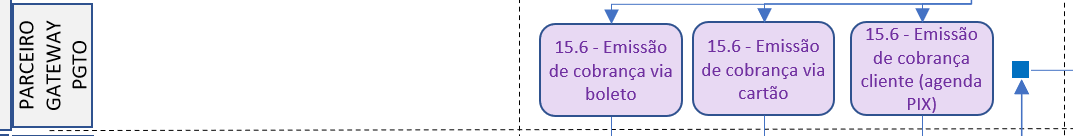 PARCEIRO
GATEWAY
PGTO
15.6 - Emissão
de cobrança via
boleto
15.6 - Emissão
de cobrança via
cartão
15.6 - Emissão
de cobrança
cliente (agenda
PIX)